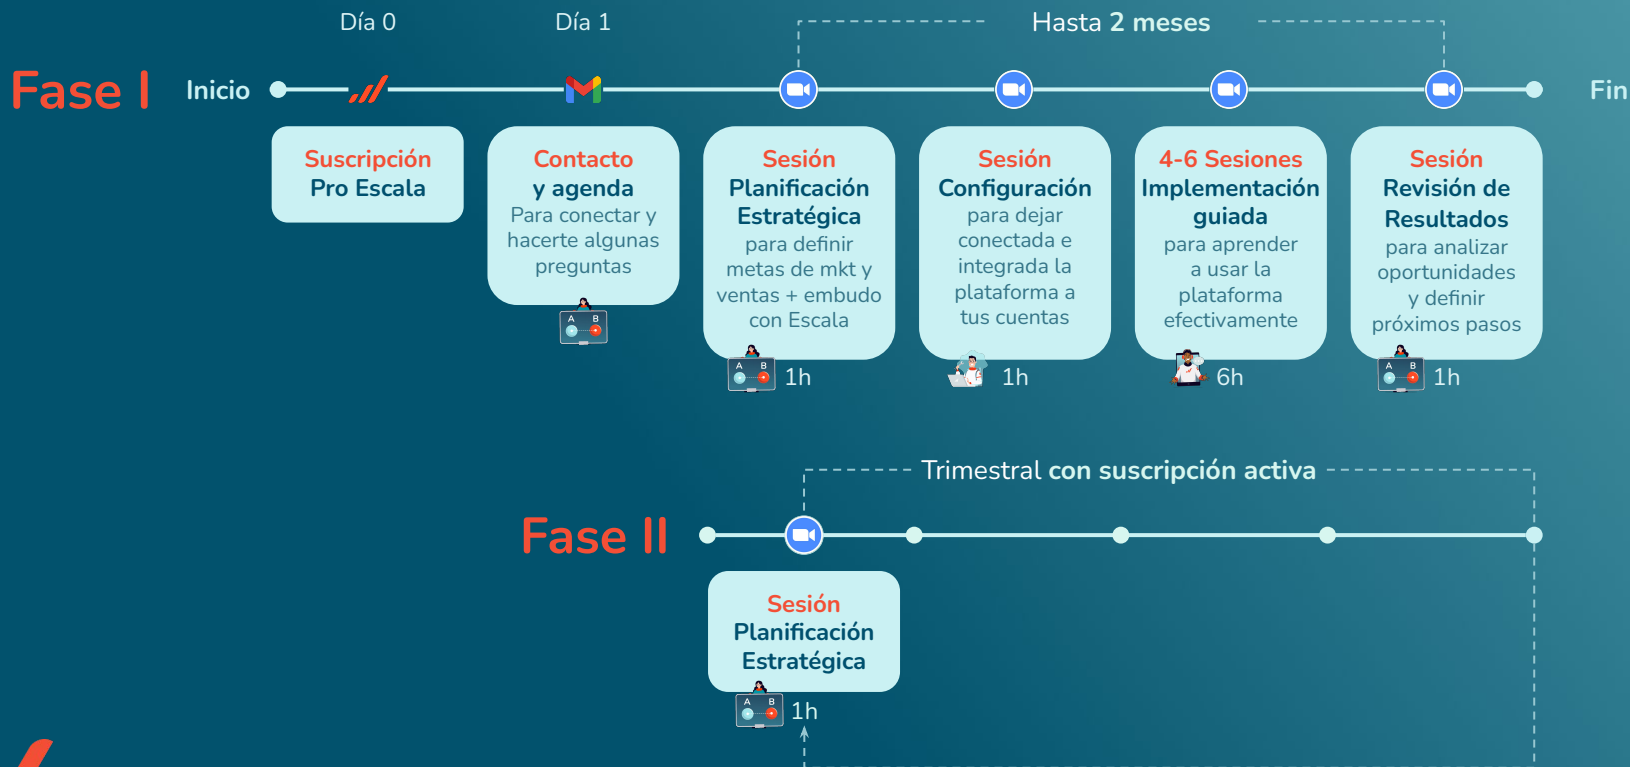 Día 0
Día 1
Hasta 2 meses
Fase I
Inicio
Fin
Suscripción
Pro Escala
Contacto
y agenda
Para conectar y
hacerte algunas
preguntas
A B
Sesión
Planificación
Estratégica
para definir
metas de mkt y
ventas + embudo
con Escala
A B
1h
Sesión
Configuración
para dejar
conectada e
integrada la
plataforma a
tus cuentas
1h
4-6 Sesiones
Implementación
guiada
para aprender
a usar la
plataforma
efectivamente
6h
Sesión
Revisión de
Resultados
para analizar
oportunidades
y definir
próximos pasos
A B
1h
Trimestral con suscripción activa
Fase II
Sesión
Planificación
Estratégica
A B
1h